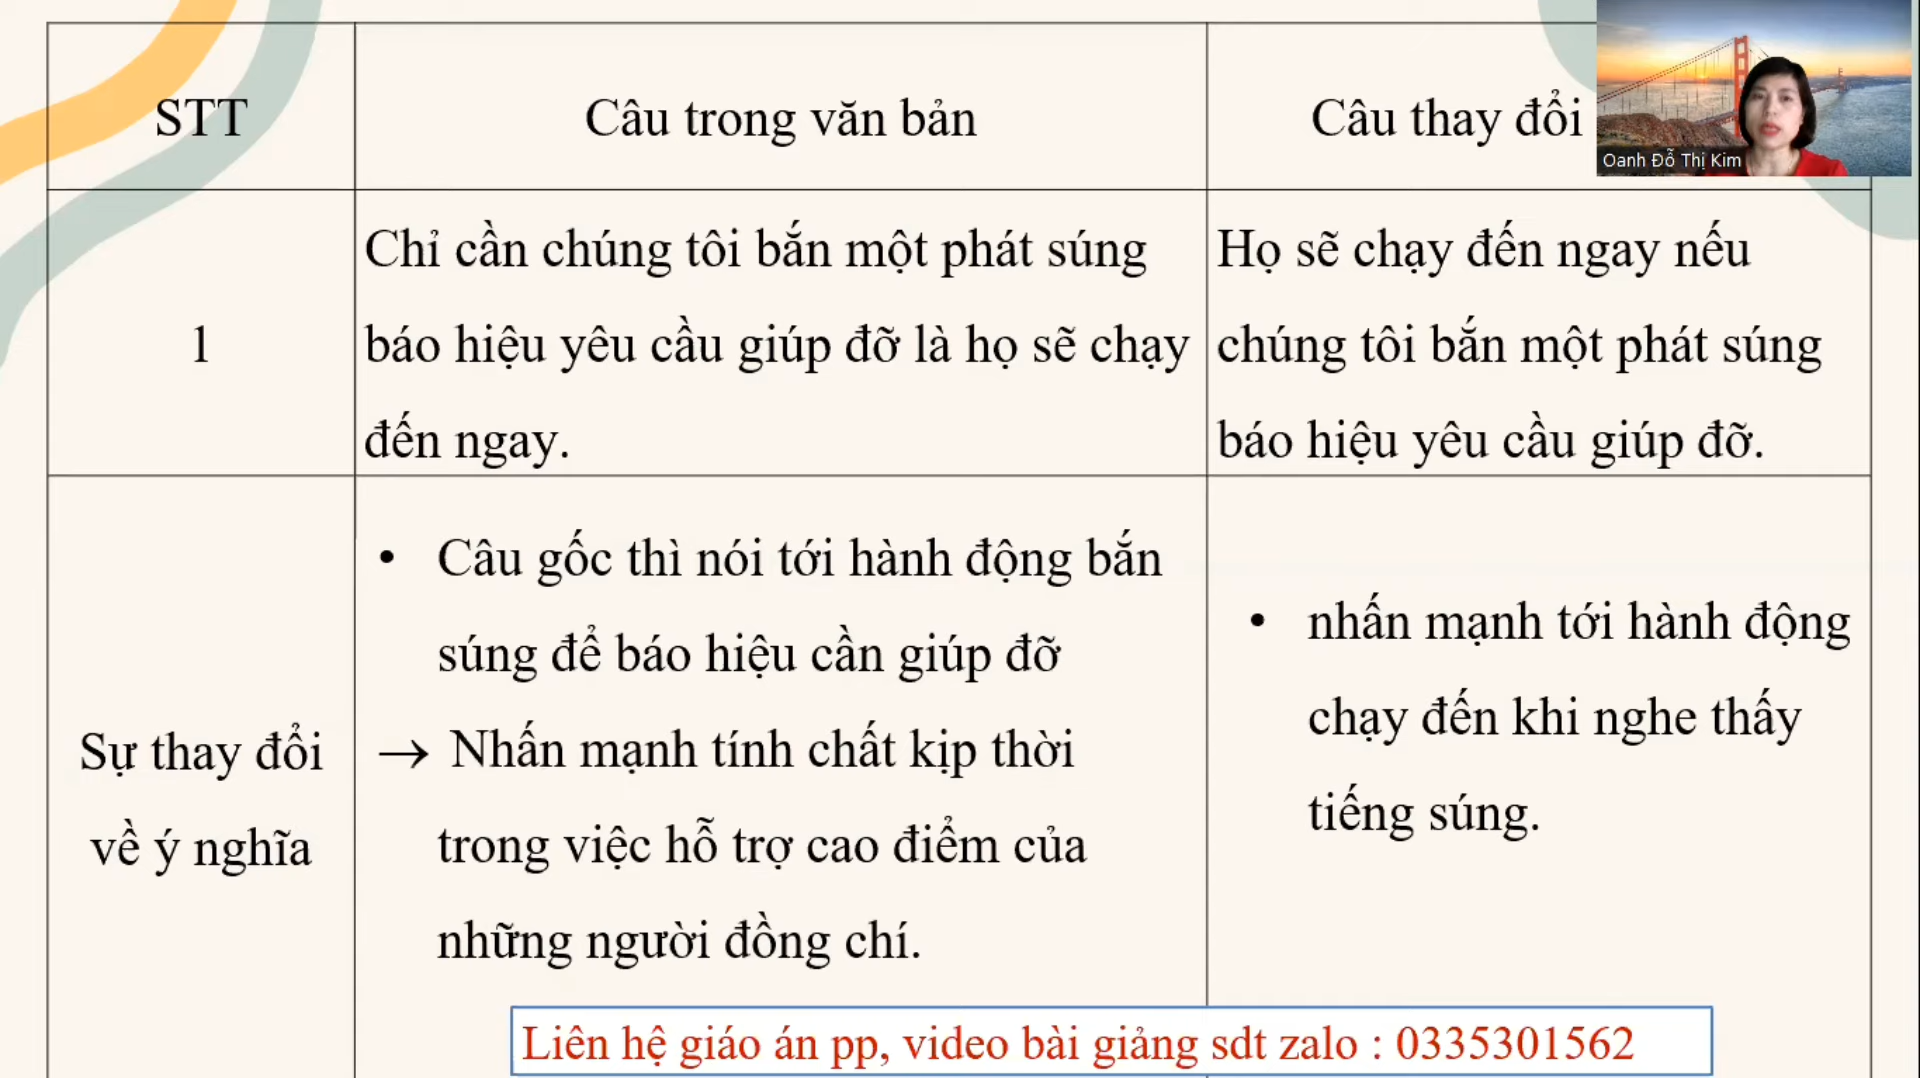 STT
Câu trong văn bản
Câu thay đổi
Oanh Đỗ Thị Kim
1
Chỉ cần chúng tôi bắn một phát súng
báo hiệu yêu cầu giúp đỡ là họ sẽ chạy
đến ngay.
Họ sẽ chạy đến ngay nếu
chúng tôi bắn một phát súng
báo hiệu yêu cầu giúp đỡ.
Sự thay đổi
về ý nghĩa
• Câu gốc thì nói tới hành động bắn
súng để báo hiệu cần giúp đỡ
→ Nhấn mạnh tính chất kịp thời
trong việc hỗ trợ cao điểm của
những người đồng chí.
• nhấn mạnh tới hành động
chạy đến khi nghe thấy
tiếng súng.
Liên hệ giáo án pp, video bài giảng sdt zalo : 0335301562